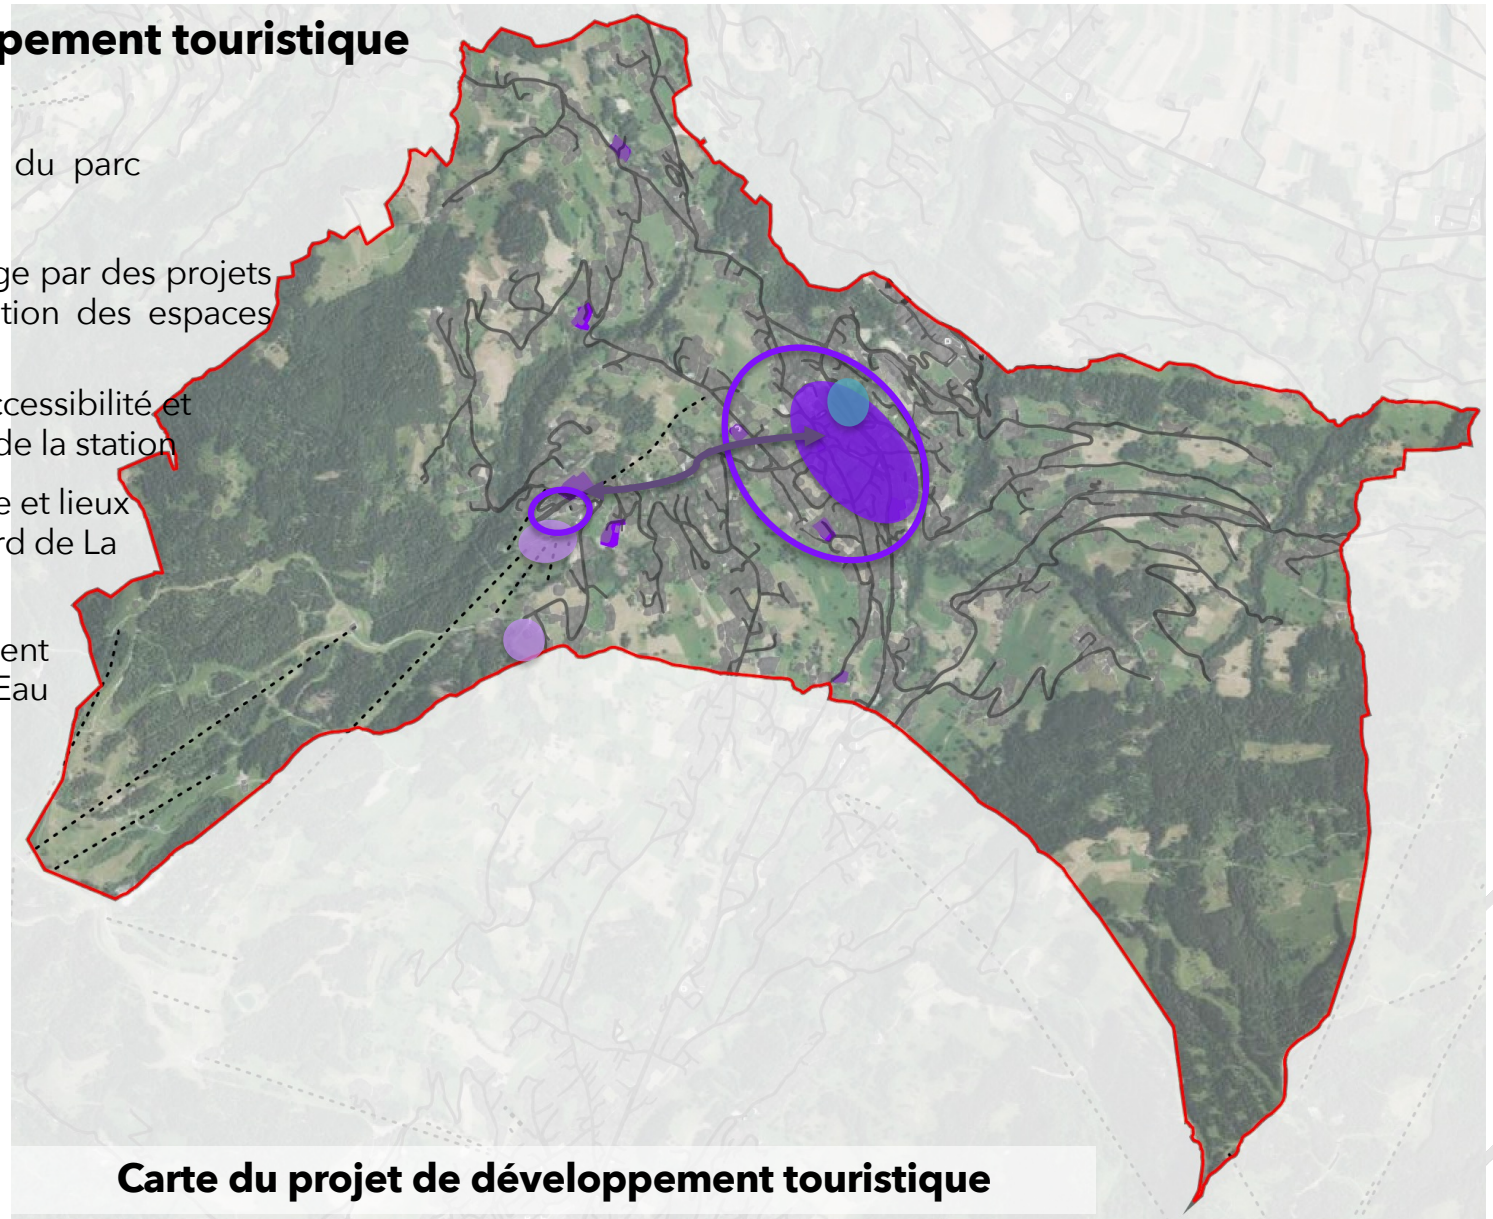 pement touristique
du parc
ge par des projets
tion des espaces
ccessibilité et
de la station
e et lieux
rd de La
ent
Eau
Carte du projet de développement touristique